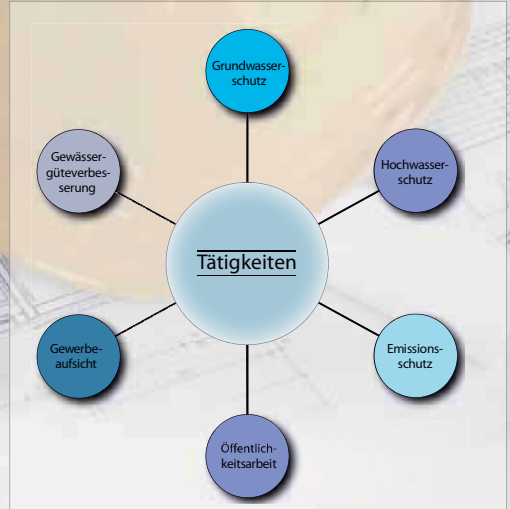 Grundwasser-
schutz
Gewässer-
güteverbes-
serung
Hochwasser-
schutz
Tätigkeiten
Gewerbe-
aufsicht
Emissions-
schutz
Öffentlich-
keitsarbeit